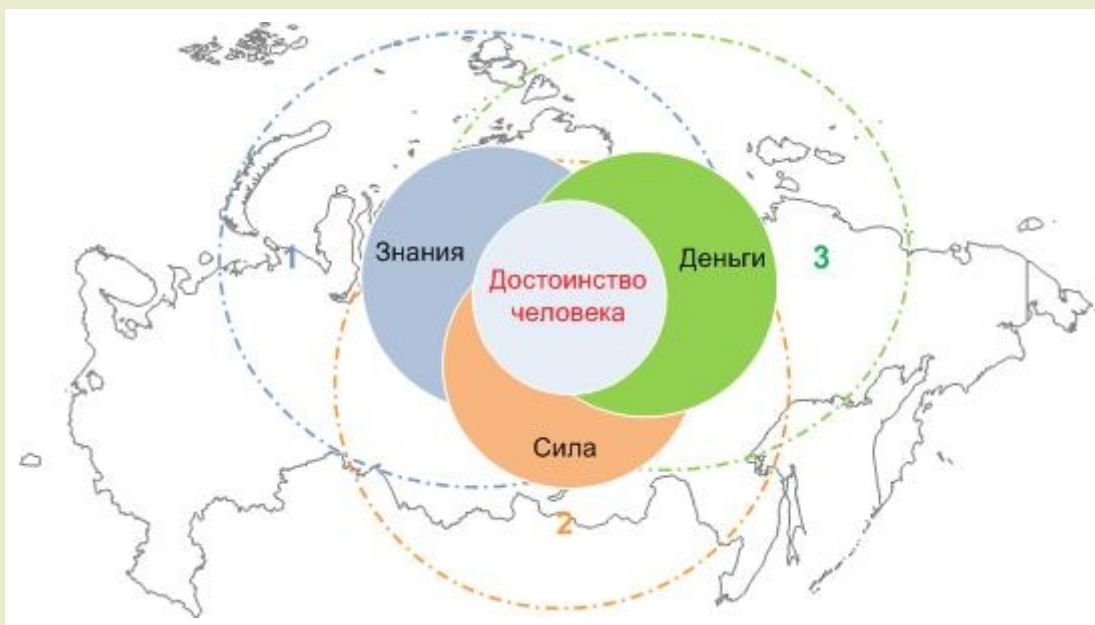 Знания
Деньги
1
3
Достоинство
человека
Сила
2